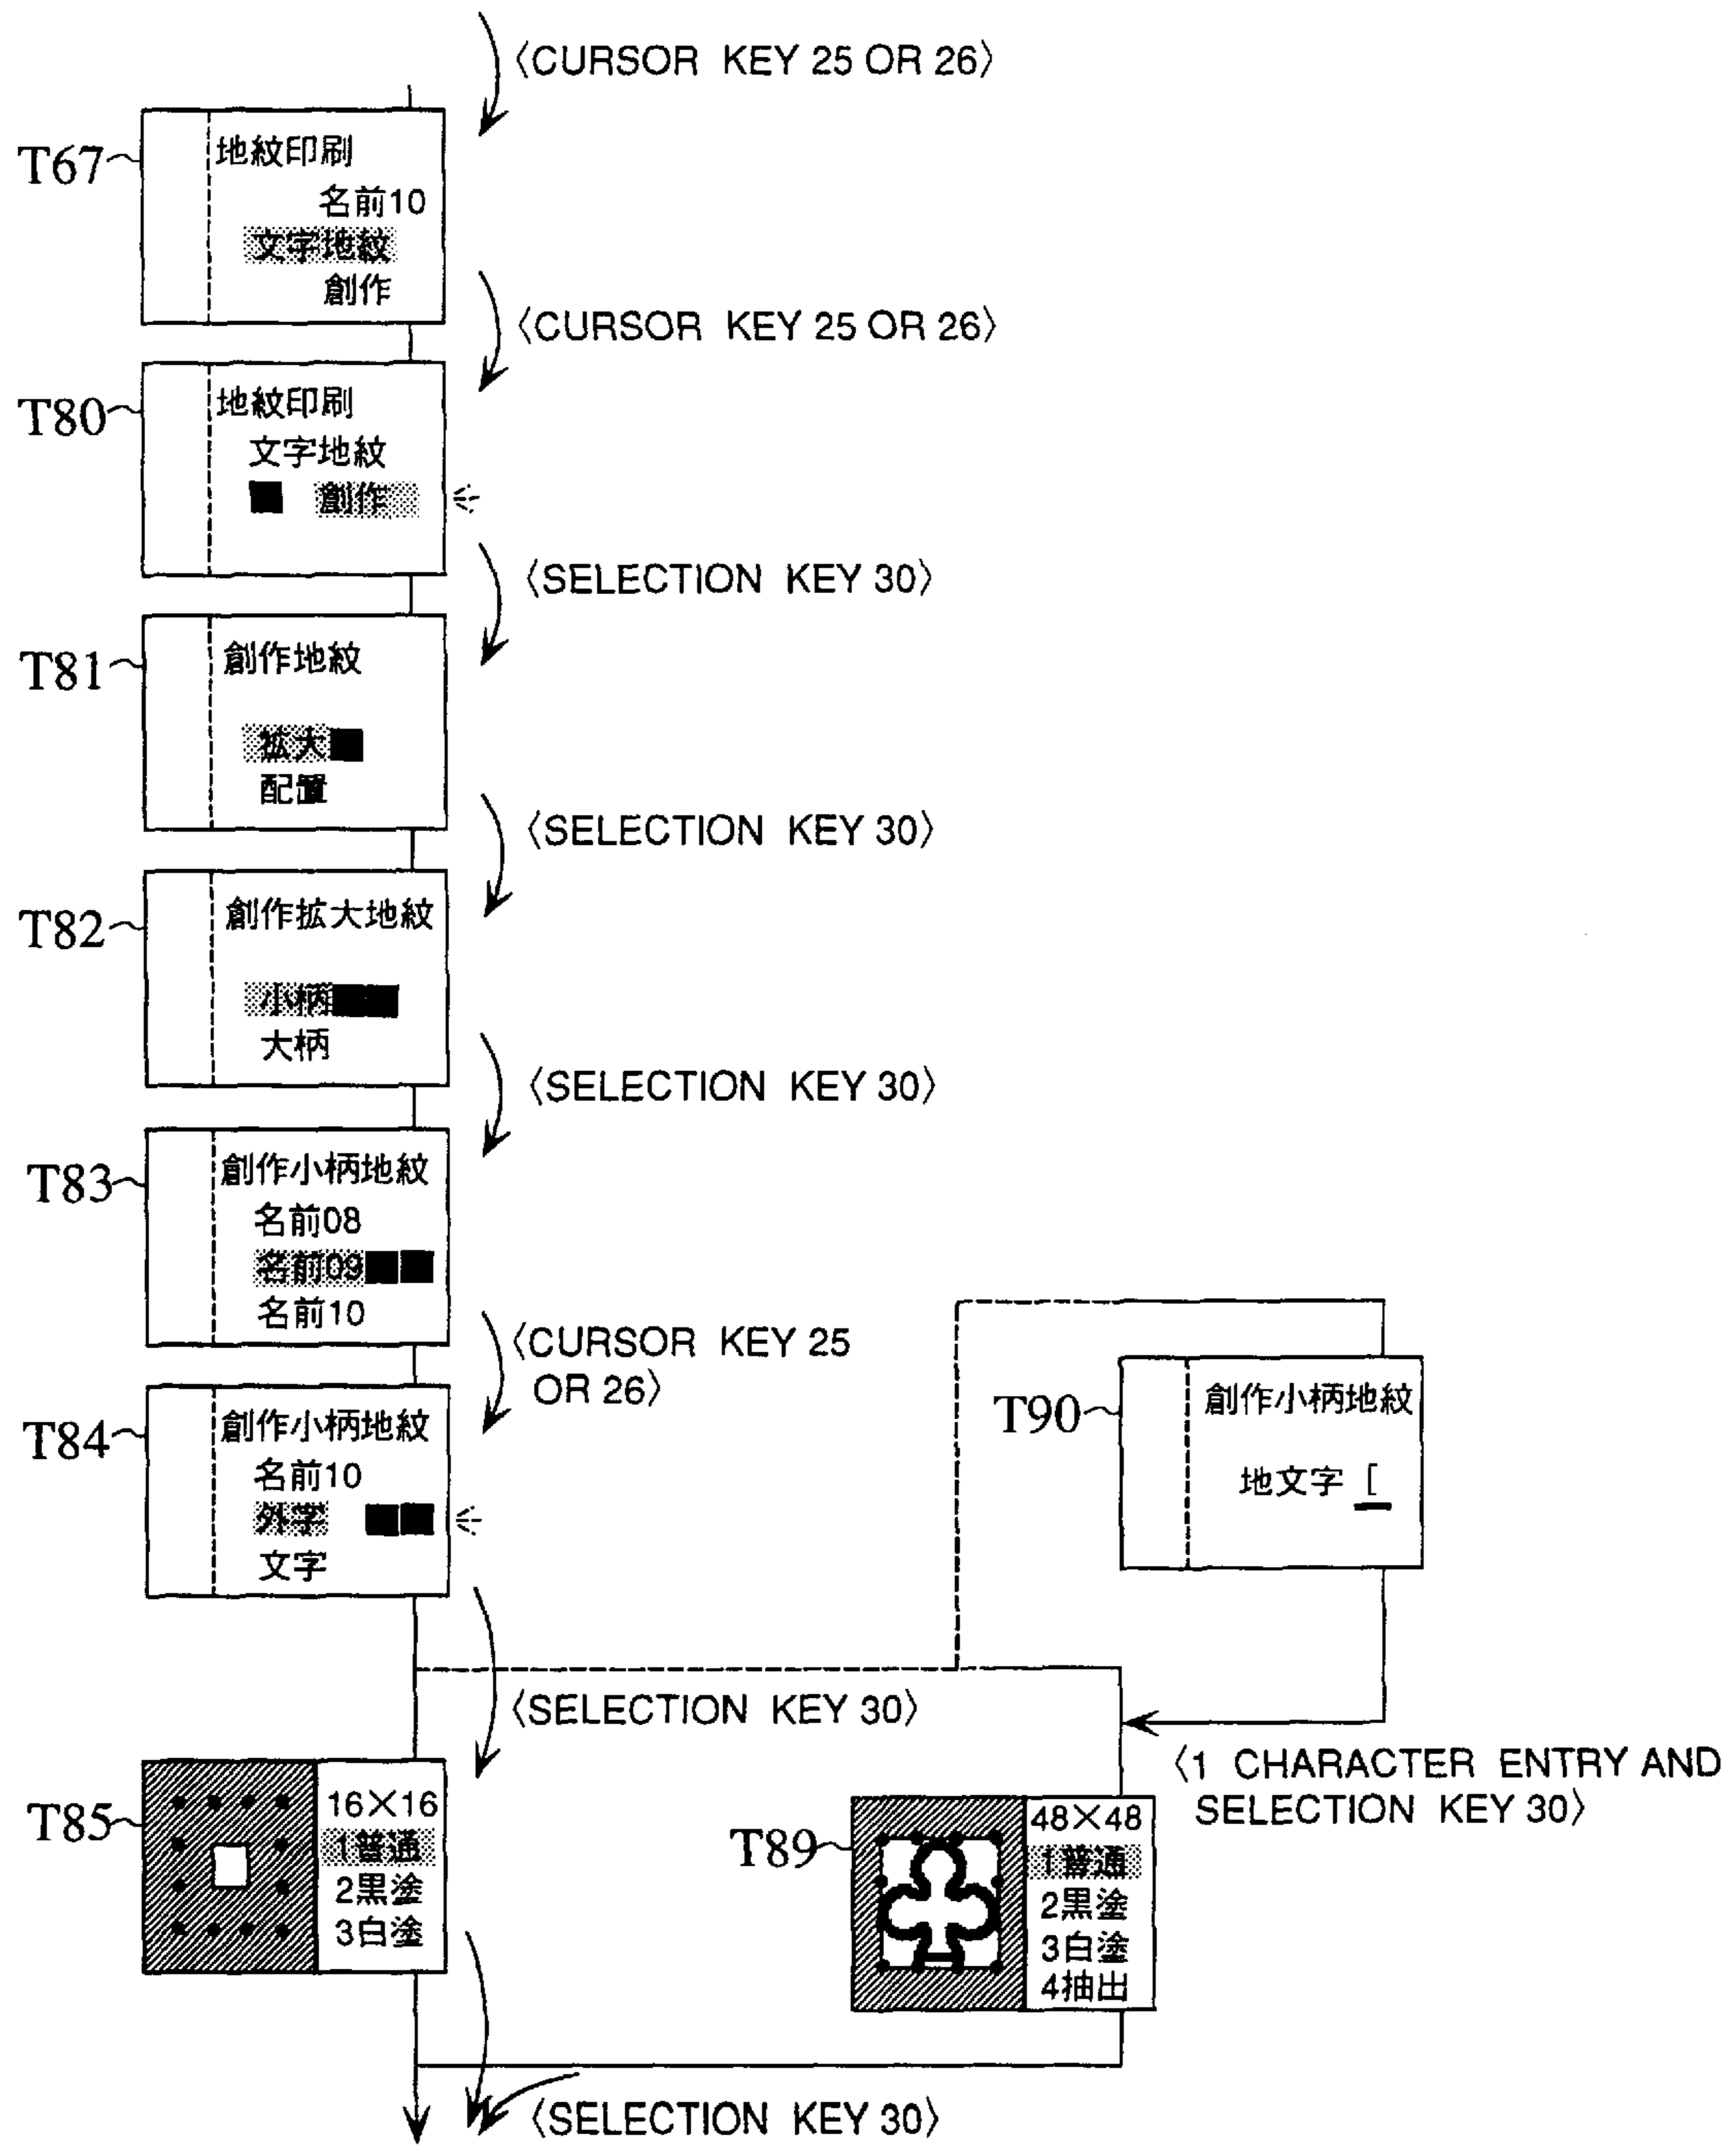 〈CURSOR KEY 25 OR 26〉
T67
地紋印刷
名前10
文字地紋
創作
〈CURSOR KEY 25 OR 26〉
T80
地紋印刷
文字地紋
創作
〈SELECTION KEY 30〉
T81
創作地紋
拡大
配置
〈SELECTION KEY 30〉
T82
創作拡大地紋
小柄
大柄
〈SELECTION KEY 30〉
T83
創作小柄地紋
名前08
名前09
名前10
〈CURSOR KEY 25
OR 26〉
T84
創作小柄地紋
名前10
外字
文字
T90
創作小柄地紋
地文字 [
〈SELECTION KEY 30〉
〈1 CHARACTER ENTRY AND
SELECTION KEY 30〉
T85
16×16
1普通
2黒塗
3白塗
T89
48×48
1普通
2黒塗
3白塗
4抽出
〈SELECTION KEY 30〉